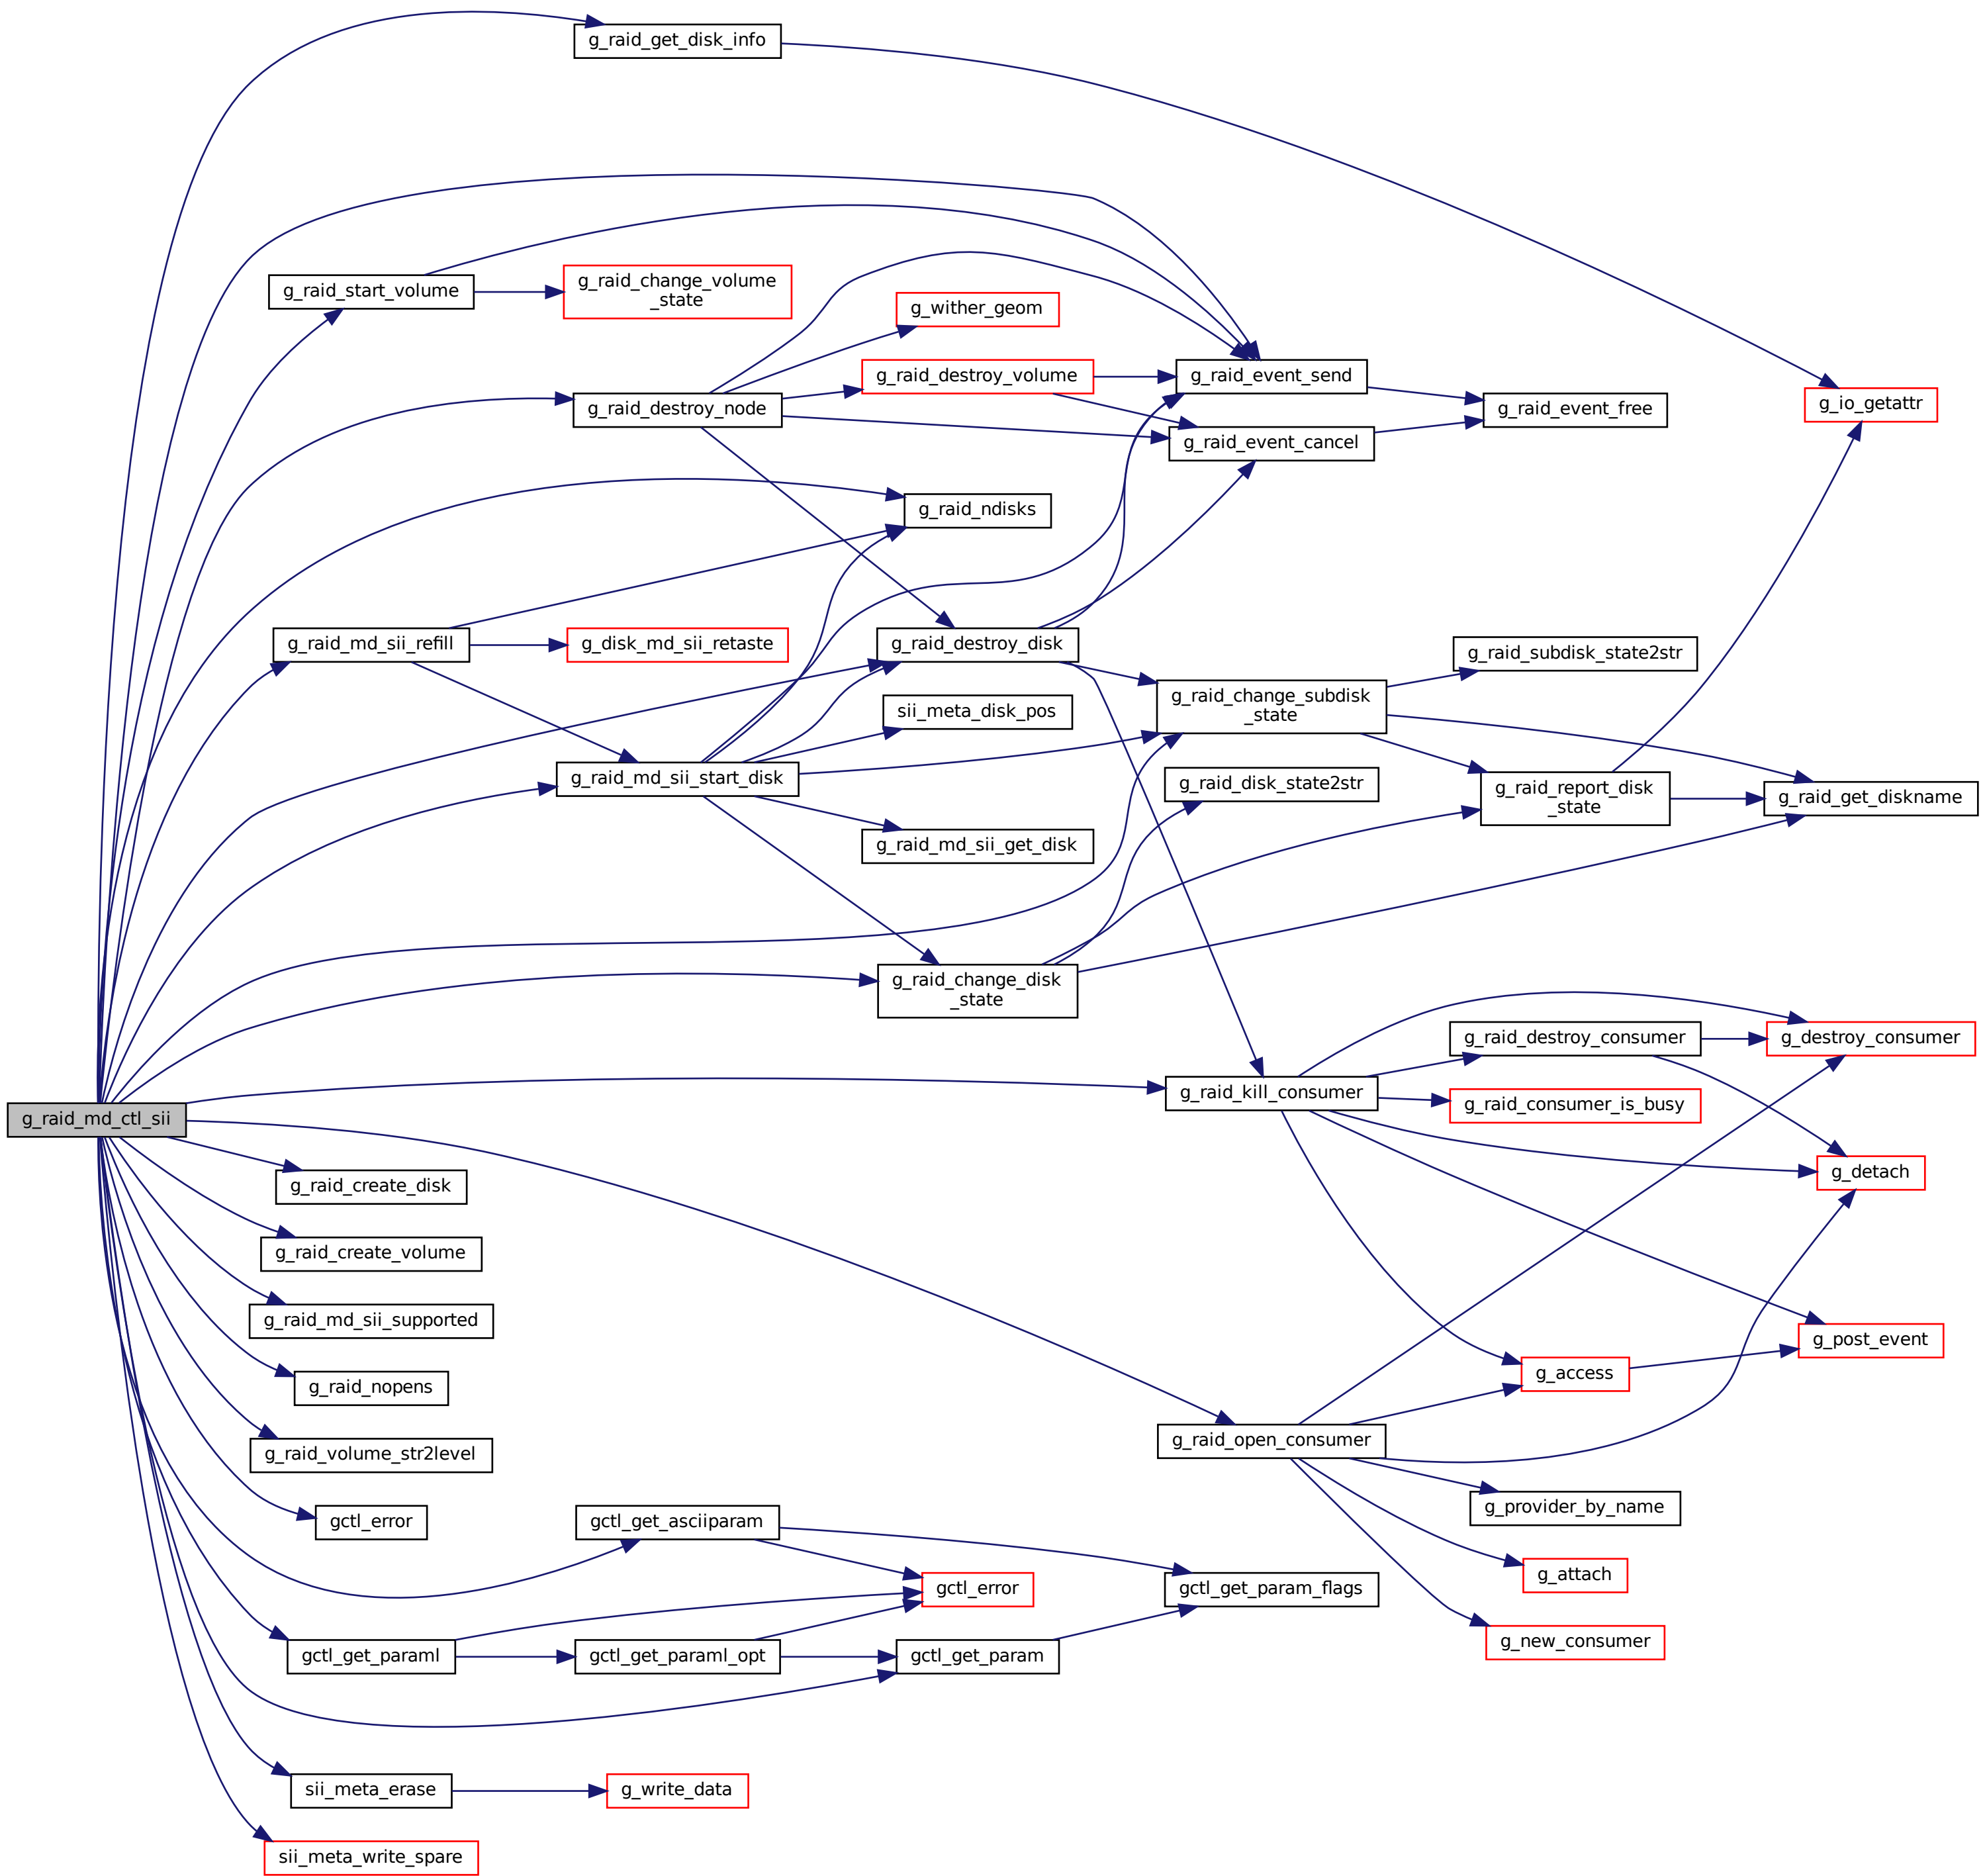 g_raid_get_disk_info
g_raid_start_volume
g_raid_change_volume
_state
g_wither_geom
g_raid_destroy_volume
g_raid_event_send
g_raid_destroy_node
g_raid_event_free
g_io_getattr
g_raid_event_cancel
g_raid_ndisks
g_raid_md_sii_refill
g_disk_md_sii_retaste
g_raid_destroy_disk
g_raid_subdisk_state2str
g_raid_change_subdisk
_state
sii_meta_disk_pos
g_raid_md_sii_start_disk
g_raid_disk_state2str
g_raid_report_disk
_state
g_raid_get_diskname
g_raid_md_sii_get_disk
g_raid_change_disk
_state
g_raid_destroy_consumer
g_destroy_consumer
g_raid_kill_consumer
g_raid_consumer_is_busy
g_raid_md_ctl_sii
g_detach
g_raid_create_disk
g_raid_create_volume
g_raid_md_sii_supported
g_post_event
g_access
g_raid_nopens
g_raid_open_consumer
g_raid_volume_str2level
g_provider_by_name
gctl_error
gctl_get_asciiparam
g_attach
gctl_error
gctl_get_param_flags
g_new_consumer
gctl_get_paraml
gctl_get_paraml_opt
gctl_get_param
sii_meta_erase
g_write_data
sii_meta_write_spare